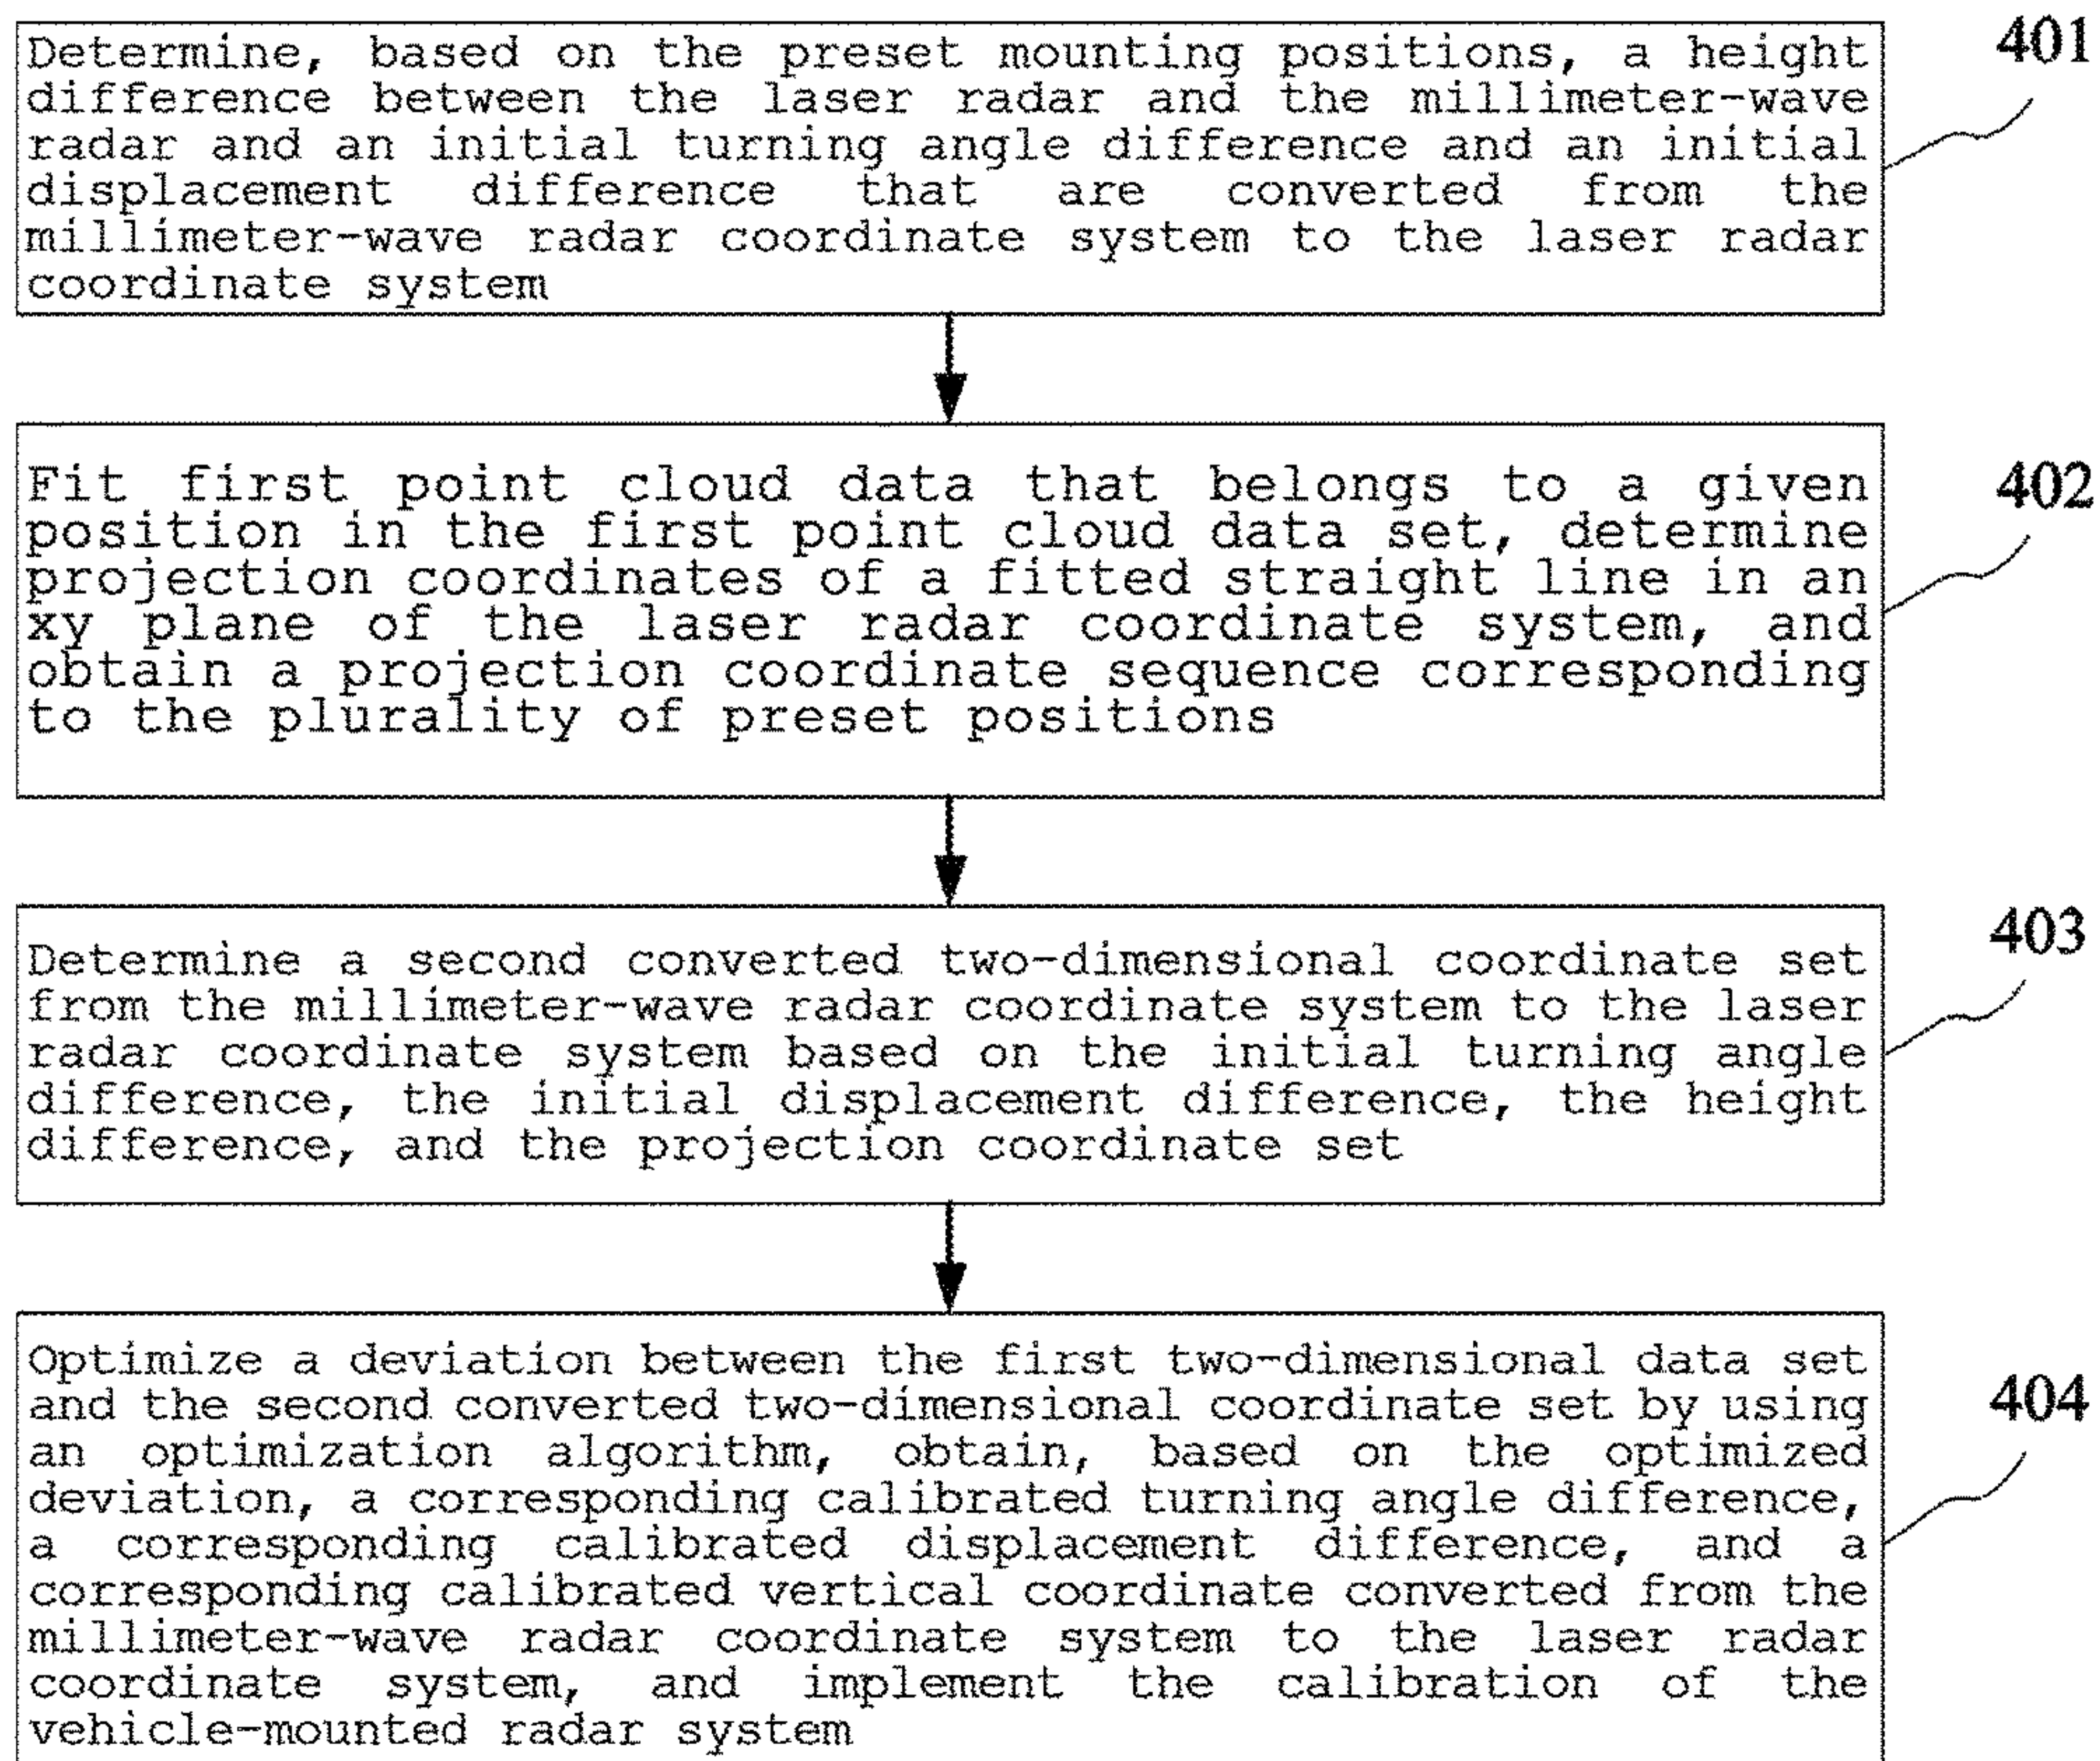 Determine, based on the preset mounting positions, a height
difference between the laser radar and the millimeter-wave
radar and an initial turning angle difference and an initial
displacement difference that are converted from the
millimeter-wave radar coordinate system to the laser radar
coordinate system
401
Fit first point cloud data that belongs to a given
position in the first point cloud data set, determine
projection coordinates of a fitted straight line in an
xy plane of the laser radar coordinate system, and
obtain a projection coordinate sequence corresponding
to the plurality of preset positions
402
Determine a second converted two-dimensional coordinate set
from the millimeter-wave radar coordinate system to the laser
radar coordinate system based on the initial turning angle
difference, the initial displacement difference, the height
difference, and the projection coordinate set
403
Optimize a deviation between the first two-dimensional data set
and the second converted two-dimensional coordinate set by using
an optimization algorithm, obtain, based on the optimized
deviation, a corresponding calibrated turning angle difference,
a corresponding calibrated displacement difference, and a
corresponding calibrated vertical coordinate converted from the
millimeter-wave radar coordinate system to the laser radar
coordinate system, and implement the calibration of the
vehicle-mounted radar system
404